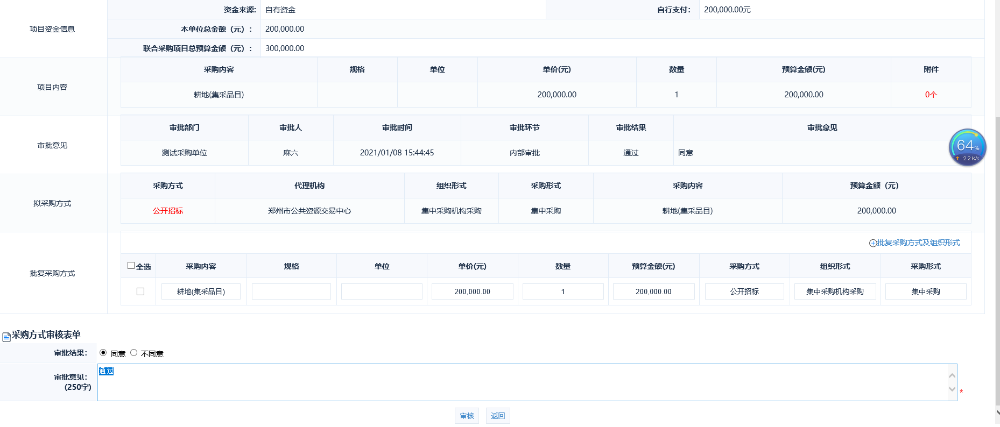 资金来源: 自有资金 自行支付： 200,000.00元
项目资金信息 本单位总金额（元）： 200,000.00
联合采购项目总预算金额（元）： 300,000.00
采购内容 规格 单位 单价(元) 数量 预算金额(元) 附件
项目内容
耕地(集采品目) 200,000.00 1 200,000.00 0个
审批部门 审批人 审批时间 审批环节 审批结果 审批意见
审批意见
测试采购单位 麻六 2021/01/08 15:44:45 内部审批 通过 同意
64%
2.2 K/s
采购方式 代理机构 组织形式 采购形式 采购内容 预算金额（元）
拟采购方式
公开招标 郑州市公共资源交易中心 集中采购机构采购 集中采购 耕地(集采品目) 200,000.00
批复采购方式及组织形式
全选 采购内容 规格 单位 单价(元) 数量 预算金额(元) 采购方式 组织形式 采购形式
批复采购方式
耕地(集采品目) 200,000.00 1 200,000.00 公开招标 集中采购机构采购 集中采购
采购方式审核表单
审批结果： 同意 不同意
审批意见： 通过
(250字)
*
审核 返回